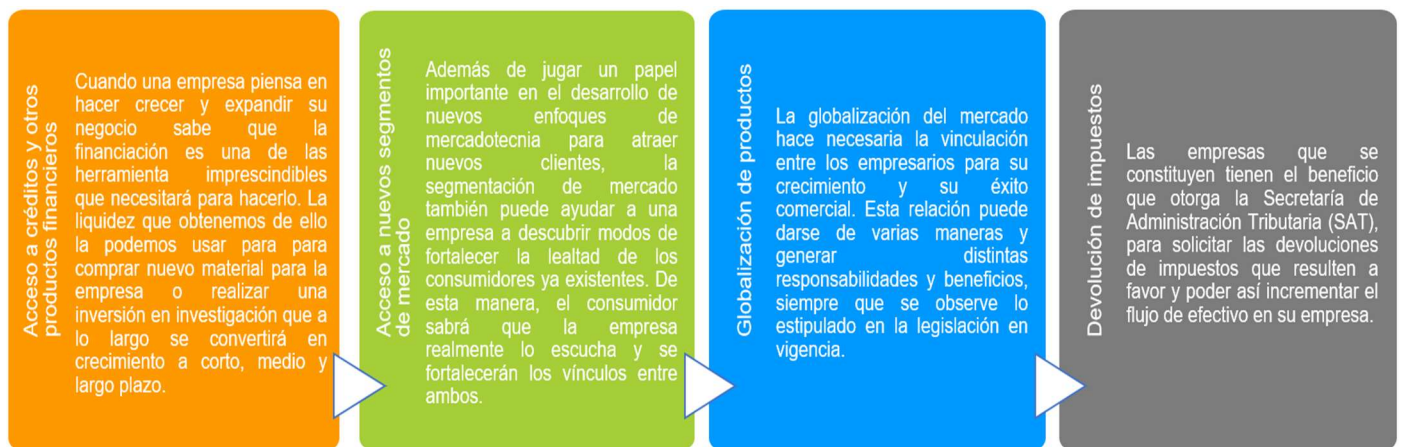 Acceso a créditos y otros
productos financieros
Cuando una empresa piensa en
hacer crecer y expandir su
negocio sabe que la
financiación es una de las
herramienta imprescindibles
que necesitará para hacerlo. La
liquidez que obtenemos de ello
la podemos usar para para
comprar nuevo material para la
empresa o realizar una
inversión en investigación que a
lo largo se convertirá en
crecimiento a corto, medio y
largo plazo.
Acceso a nuevos segmentos
de mercado
Además de jugar un papel
importante en el desarrollo de
nuevos enfoques de
mercadotecnia para atraer
nuevos clientes, la
segmentación de mercado
también puede ayudar a una
empresa a descubrir modos de
fortalecer la lealtad de los
consumidores ya existentes. De
esta manera, el consumidor
sabrá que la empresa
realmente lo escucha y se
fortalecerán los vínculos entre
ambos.
Globalización de productos
La globalización del mercado
hace necesaria la vinculación
entre los empresarios para su
crecimiento y su éxito
comercial. Esta relación puede
darse de varias maneras y
generar distintas
responsabilidades y beneficios,
siempre que se observe lo
estipulado en la legislación en
vigencia.
Devolución de impuestos
Las empresas que se
constituyen tienen el beneficio
que otorga la Secretaría de
Administración Tributaria (SAT),
para solicitar las devoluciones
de impuestos que resulten a
favor y poder así incrementar el
flujo de efectivo en su empresa.